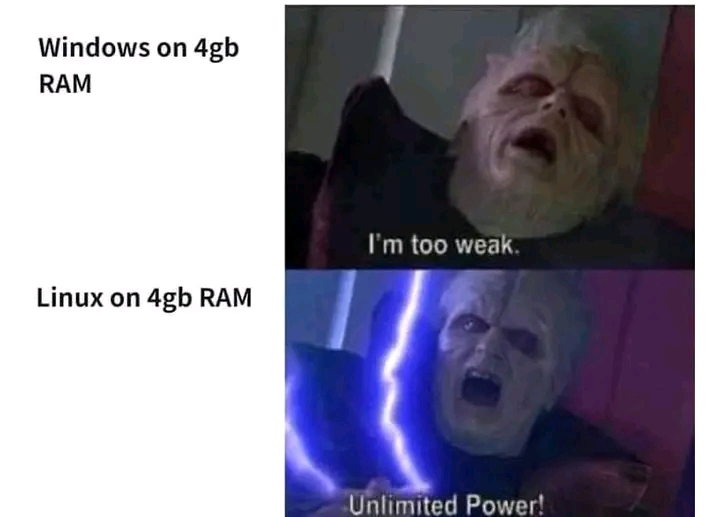 Windows on 4gb
RAM
I'm too weak.
Linux on 4gb RAM
Unlimited Power!